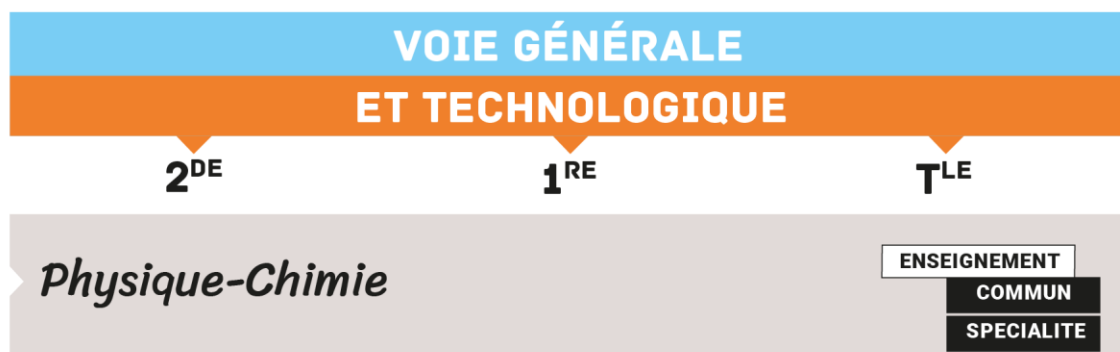 VOIE GÉNÉRALE
ET TECHNOLOGIQUE
2DE 1RE TLE
Physique-Chimie
ENSEIGNEMENT
COMMUN
SPECIALITE